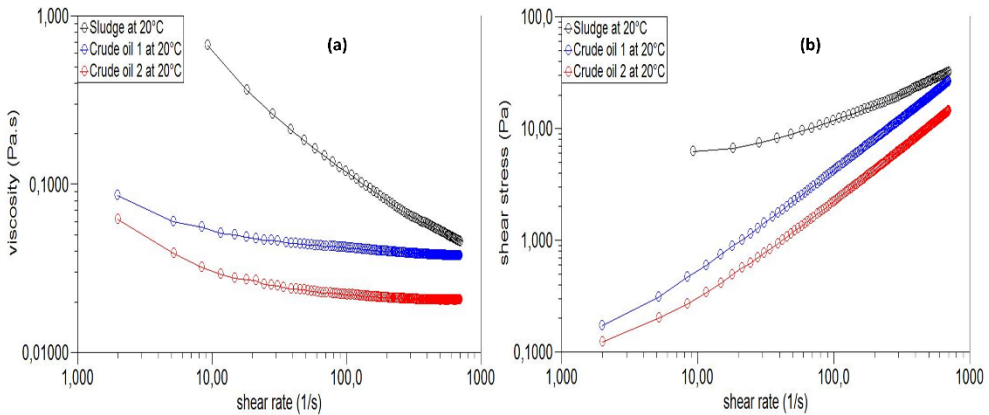 1,000
0,1000
0,01000
viscosity (Pa.s)
Sludge at 20°C
Crude oil 1 at 20°C
Crude oil 2 at 20°C
(a)
1,000
10,00
100,0
1000
shear rate (1/s)
100,0
10,00
1,000
0,1000
shear stress (Pa)
Sludge at 20°C
Crude oil 1 at 20°C
Crude oil 2 at 20°C
(b)
1,000
10,00
100,0
1000
shear rate (1/s)